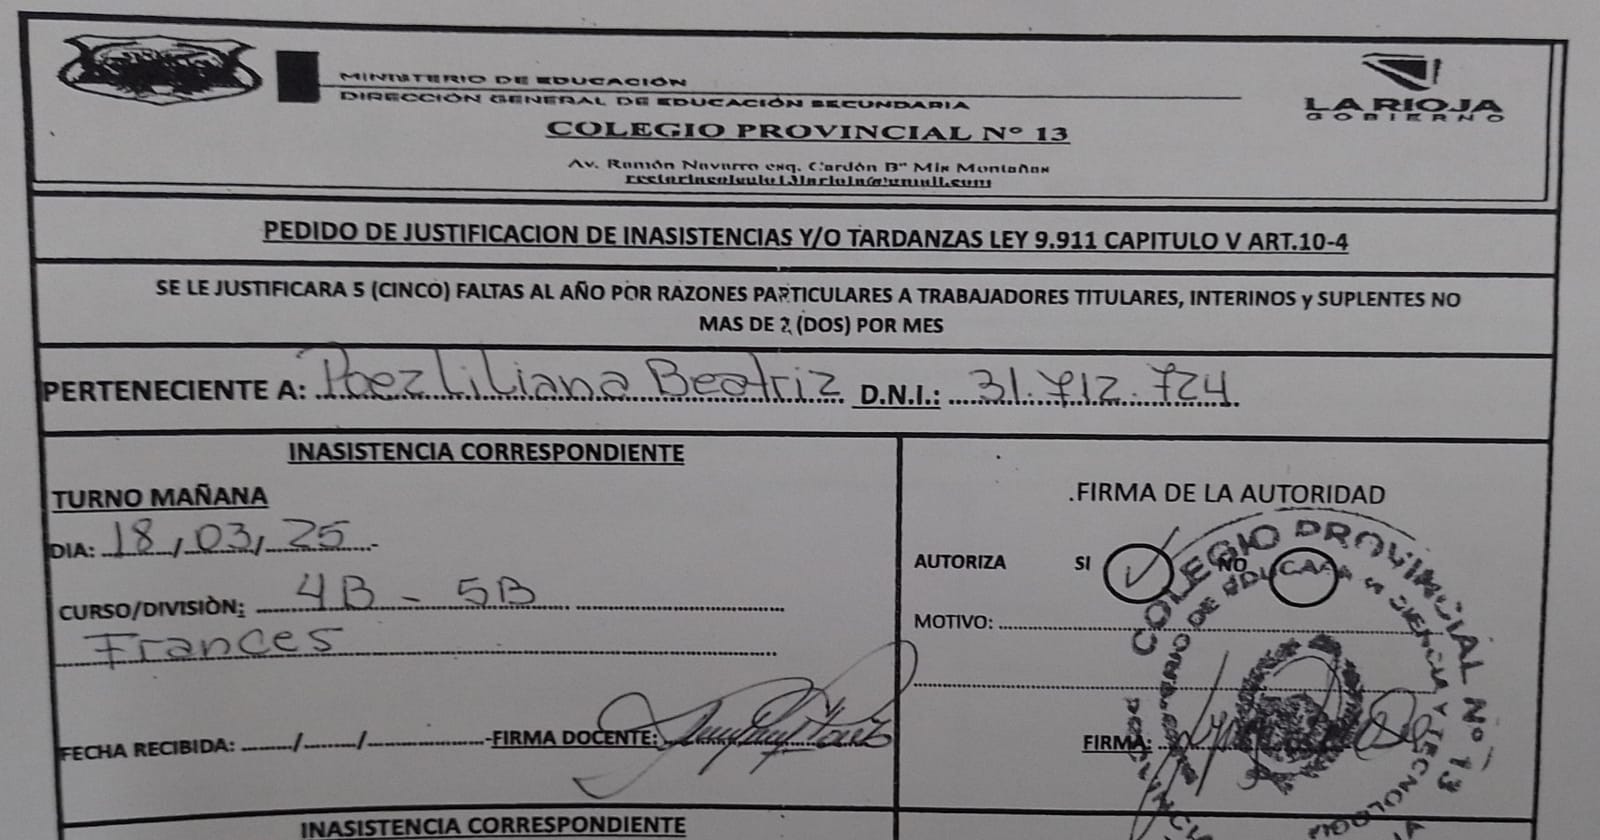 MINISTERIO DE EDUCACIÓN
DIRECCIÓN GENERAL DE EDUCACIÓN SECUNDARIA
COLEGIO PROVINCIAL N° 13
Av. Ramón Navarro esq. Cardón B° Mis Montañas
LA RIOJA
GOBIERNO
PEDIDO DE JUSTIFICACION DE INASISTENCIAS Y/O TARDANZAS LEY 9.911 CAPITULO V ART.10-4
SE LE JUSTIFICARA 5 (CINCO) FALTAS AL AÑO POR RAZONES PARTICULARES A TRABAJADORES TITULARES, INTERINOS y SUPLENTES NO
MAS DE 2 (DOS) POR MES
PERTENECIENTE A: Paez Liliana Beatriz D.N.I.: 31.712.724
INASISTENCIA CORRESPONDIENTE
TURNO MAÑANA
DIA: 18/03/25-
CURSO/DIVISIÒN: 4B - 5B
Frances
FECHA RECIBIDA: ......../......../..................-FIRMA DOCENTE:
.FIRMA DE LA AUTORIDAD
AUTORIZA SI ✓ NO
MOTIVO:
FIRMA:
COLEGIO PROVINCIAL N° 13
INASISTENCIA CORRESPONDIENTE